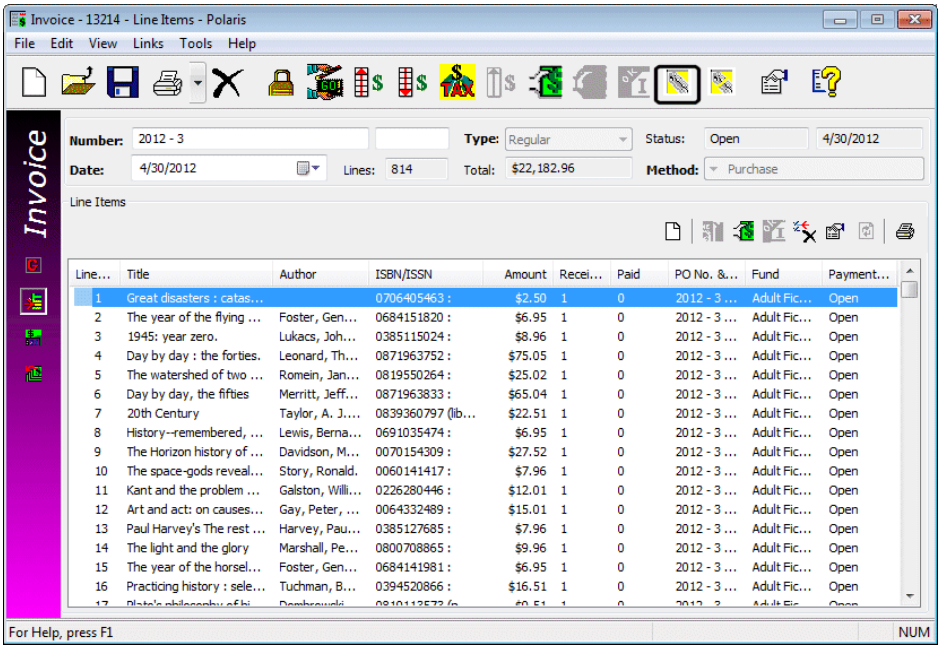 Invoice - 13214 - Line Items - Polaris
File Edit View Links Tools Help
GO! $ $ $ TAX $
Invoice
Number: 2012 - 3 Type: Regular Status: Open 4/30/2012
Date: 4/30/2012 Lines: 814 Total: $22,182.96 Method: Purchase
Line Items
Line... Title Author ISBN/ISSN Amount Recei... Paid PO No. &... Fund Payment...
1 Great disasters : catas... 0706405463 : $2.50 1 0 2012 - 3 ... Adult Fic... Open
2 The year of the flying ... Foster, Gen... 0684151820 : $6.95 1 0 2012 - 3 ... Adult Fic... Open
3 1945: year zero. Lukacs, Joh... 0385115024 : $8.96 1 0 2012 - 3 ... Adult Fic... Open
4 Day by day : the forties. Leonard, Th... 0871963752 : $75.05 1 0 2012 - 3 ... Adult Fic... Open
5 The watershed of two ... Romein, Jan... 0819550264 : $25.02 1 0 2012 - 3 ... Adult Fic... Open
6 Day by day, the fifties Merritt, Jeff... 0871963833 : $65.04 1 0 2012 - 3 ... Adult Fic... Open
7 20th Century Taylor, A. J.... 0839360797 (lib... $22.51 1 0 2012 - 3 ... Adult Fic... Open
8 History--remembered, ... Lewis, Berna... 0691035474 : $6.95 1 0 2012 - 3 ... Adult Fic... Open
9 The Horizon history of ... Davidson, M... 0070154309 : $27.52 1 0 2012 - 3 ... Adult Fic... Open
10 The space-gods reveal... Story, Ronald. 0060141417 : $7.96 1 0 2012 - 3 ... Adult Fic... Open
11 Kant and the problem ... Galston, Willi... 0226280446 : $12.01 1 0 2012 - 3 ... Adult Fic... Open
12 Art and act: on causes... Gay, Peter, ... 0064332489 : $15.01 1 0 2012 - 3 ... Adult Fic... Open
13 Paul Harvey's The rest ... Harvey, Pau... 0385127685 : $7.96 1 0 2012 - 3 ... Adult Fic... Open
14 The light and the glory Marshall, Pe... 0800708865 : $9.96 1 0 2012 - 3 ... Adult Fic... Open
15 The year of the horsel... Foster, Gen... 0684141981 : $6.95 1 0 2012 - 3 ... Adult Fic... Open
16 Practicing history : sele... Tuchman, B... 0394520866 : $16.51 1 0 2012 - 3 ... Adult Fic... Open
For Help, press F1 NUM